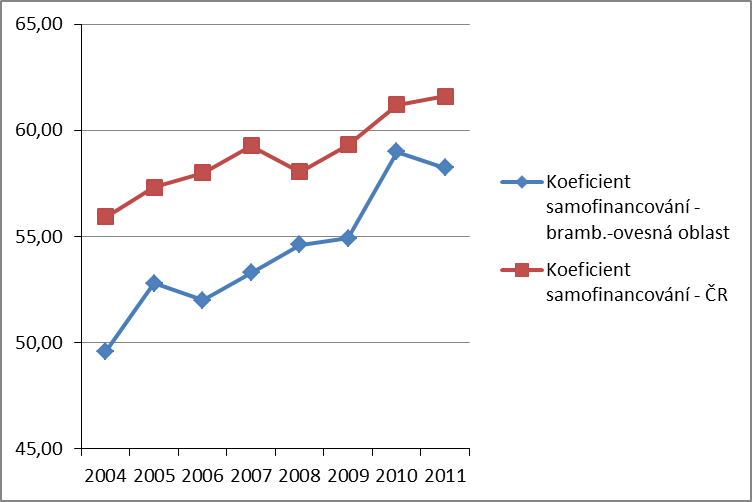 65,00
60,00
55,00
50,00
45,00
2004 2005 2006 2007 2008 2009 2010 2011
Koeficient
samofinancování -
bramb.-ovesná oblast
Koeficient
samofinancování - ČR